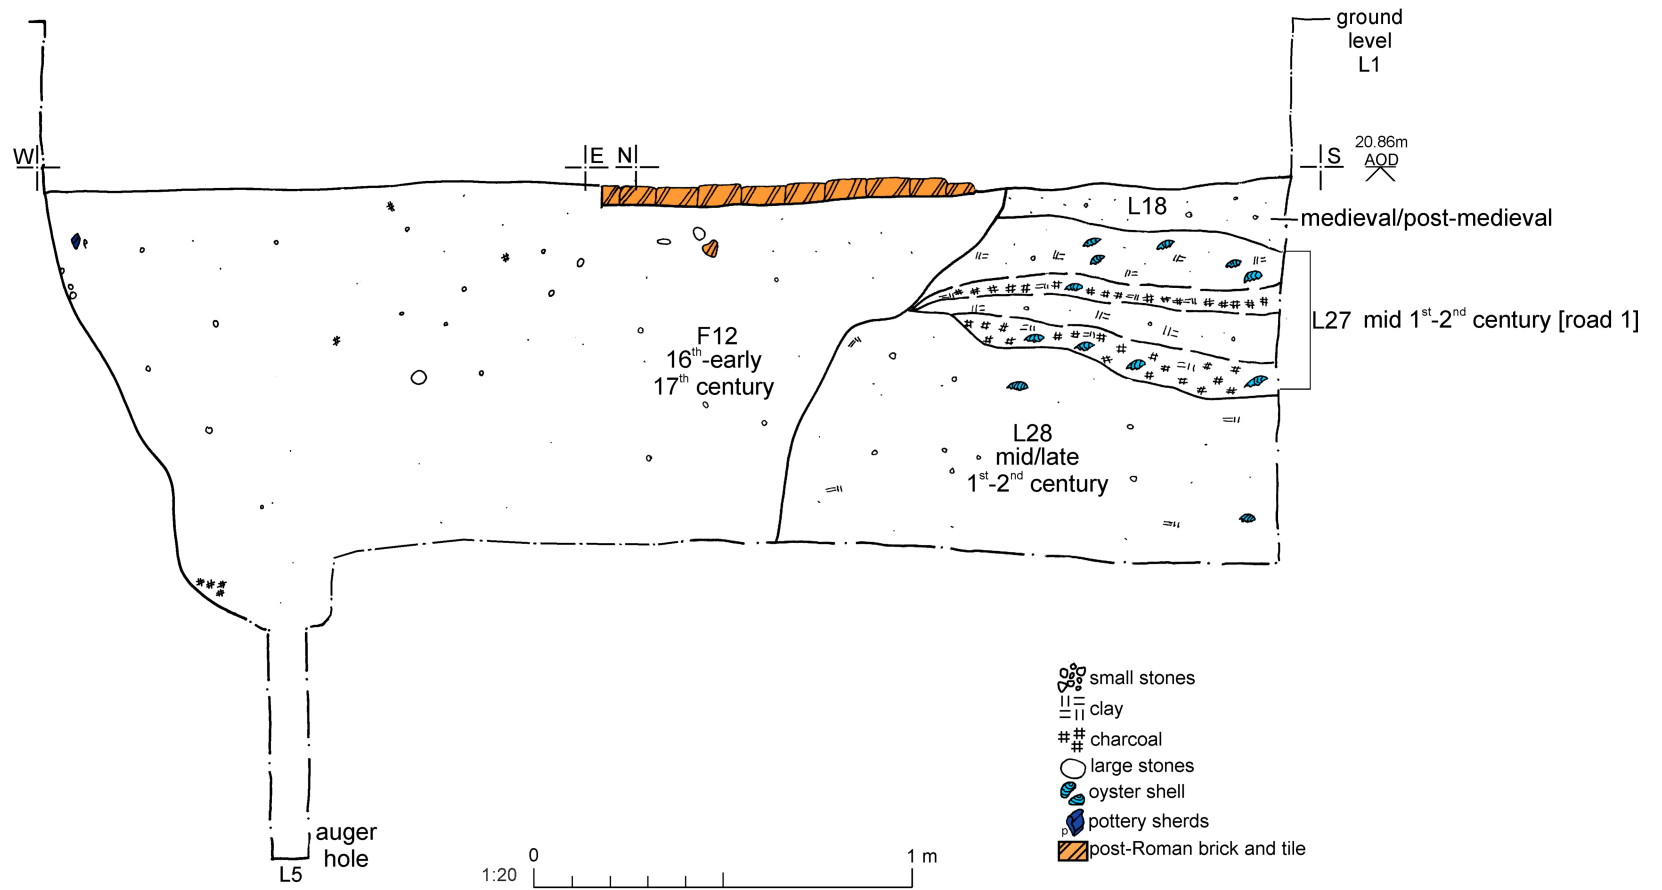 ground
level
L1
W
E
N
S
20.86m
AOD
L18
medieval/post-medieval
L27 mid 1st-2nd century [road 1]
F12
16th-early
17th century
L28
mid/late
1st-2nd century
small stones
clay
charcoal
large stones
oyster shell
p
pottery sherds
post-Roman brick and tile
auger
hole
L5
0
1 m
1:20